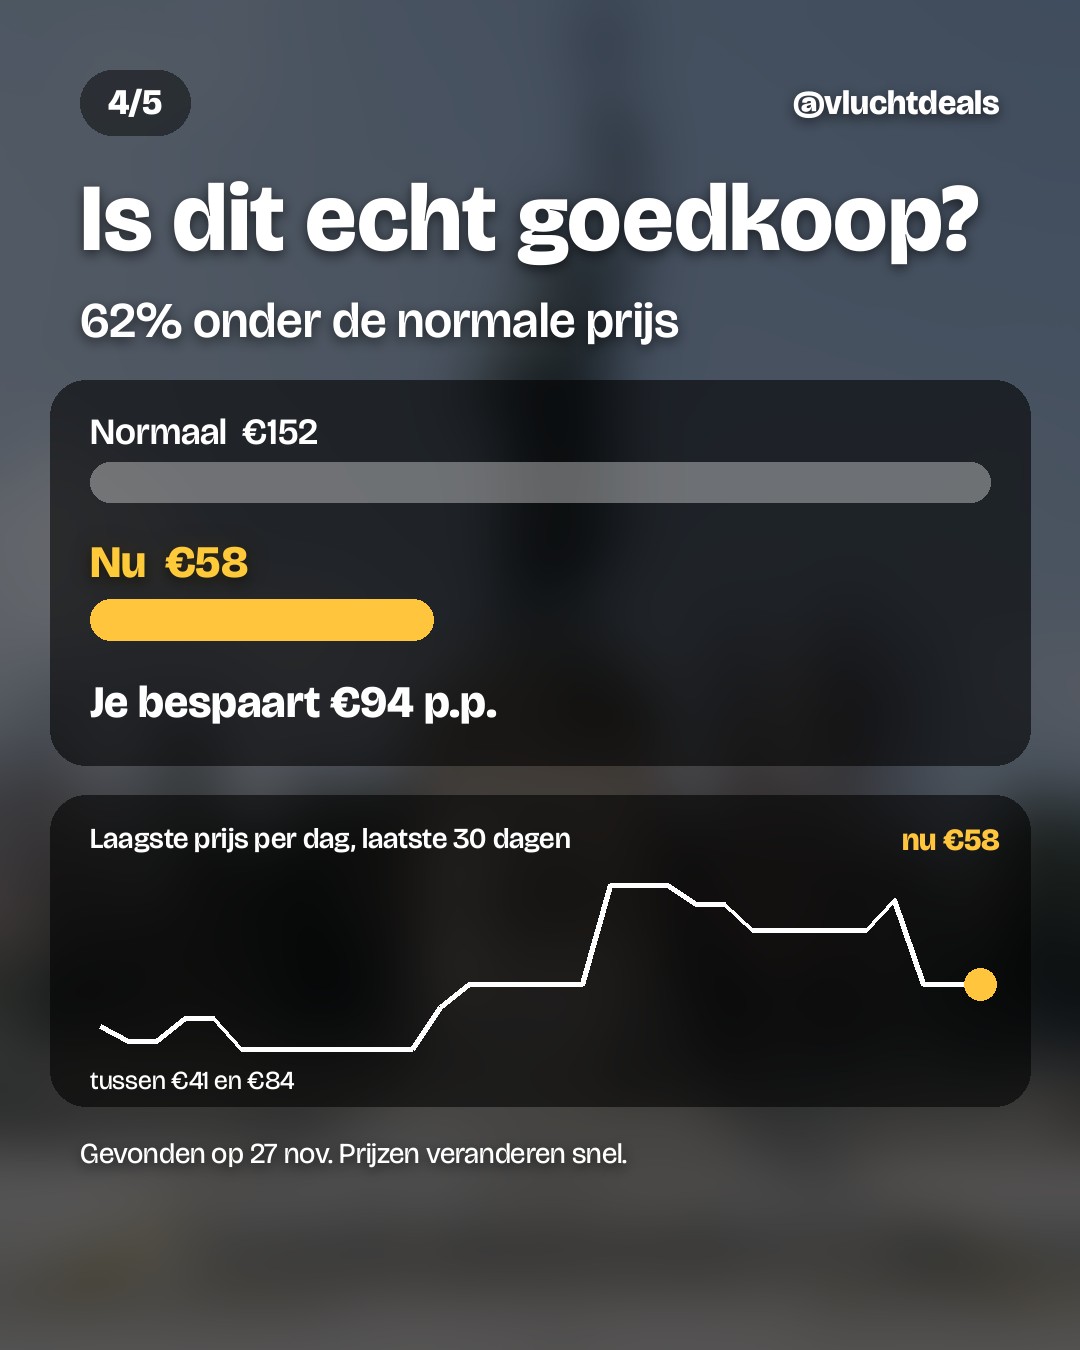 4/5
@vluchtdeals
Is dit echt goedkoop?
62% onder de normale prijs
Normaal €152
Nu €58
Je bespaart €94 p.p.
Laagste prijs per dag, laatste 30 dagen
nu €58
tussen €41 en €84
Gevonden op 27 nov. Prijzen veranderen snel.